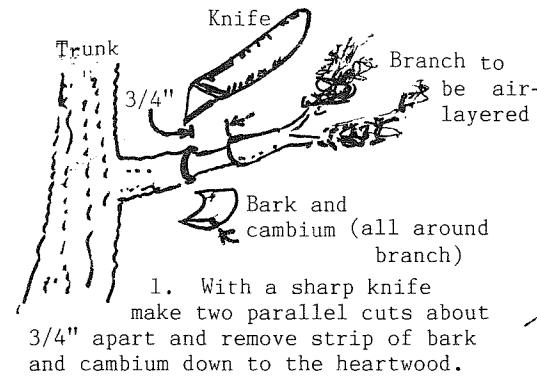 Knife
Trunk
3/4"
Branch to
be air-
layered
Bark and
cambium (all around
branch)
1. With a sharp knife
make two parallel cuts about
3/4" apart and remove strip of bark
and cambium down to the heartwood.